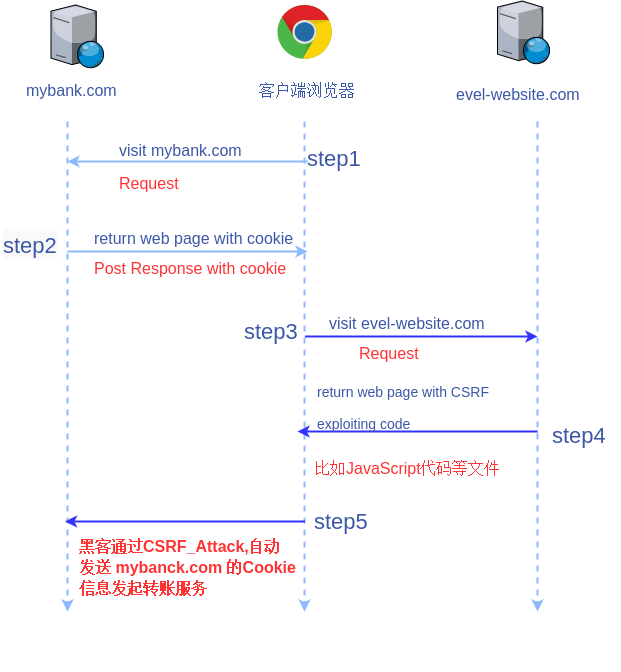 mybank.com
客户端浏览器
evel-website.com
visit mybank.com
step1
Request
step2
return web page with cookie
Post Response with cookie
step3
visit evel-website.com
Request
return web page with CSRF
exploiting code
step4
比如JavaScript代码等文件
step5
黑客通过CSRF_Attack,自动
发送 mybanck.com 的Cookie
信息发起转账服务